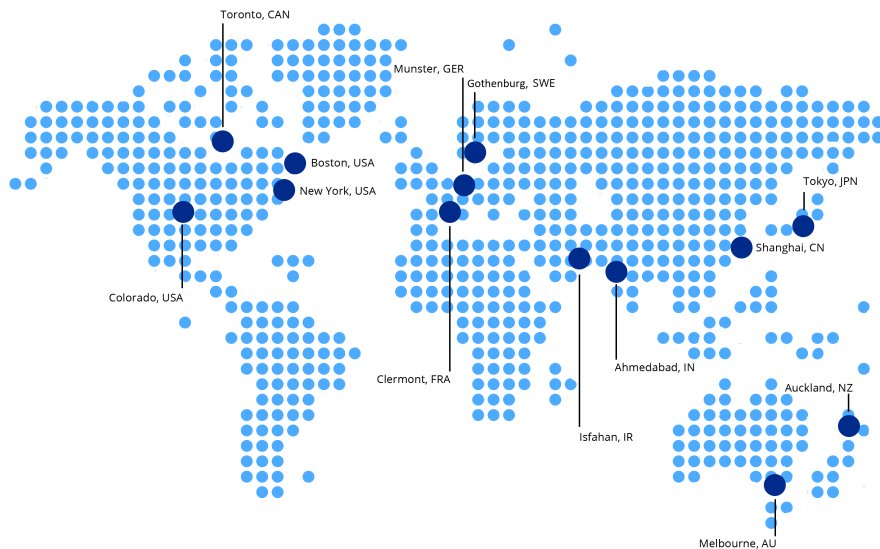 Toronto, CAN
Munster, GER
Gothenburg, SWE
Boston, USA
Tokyo, JPN
New York, USA
Shanghai, CN
Colorado, USA
Ahmedabad, IN
Clermont, FRA
Auckland, NZ
Isfahan, IR
Melbourne, AU